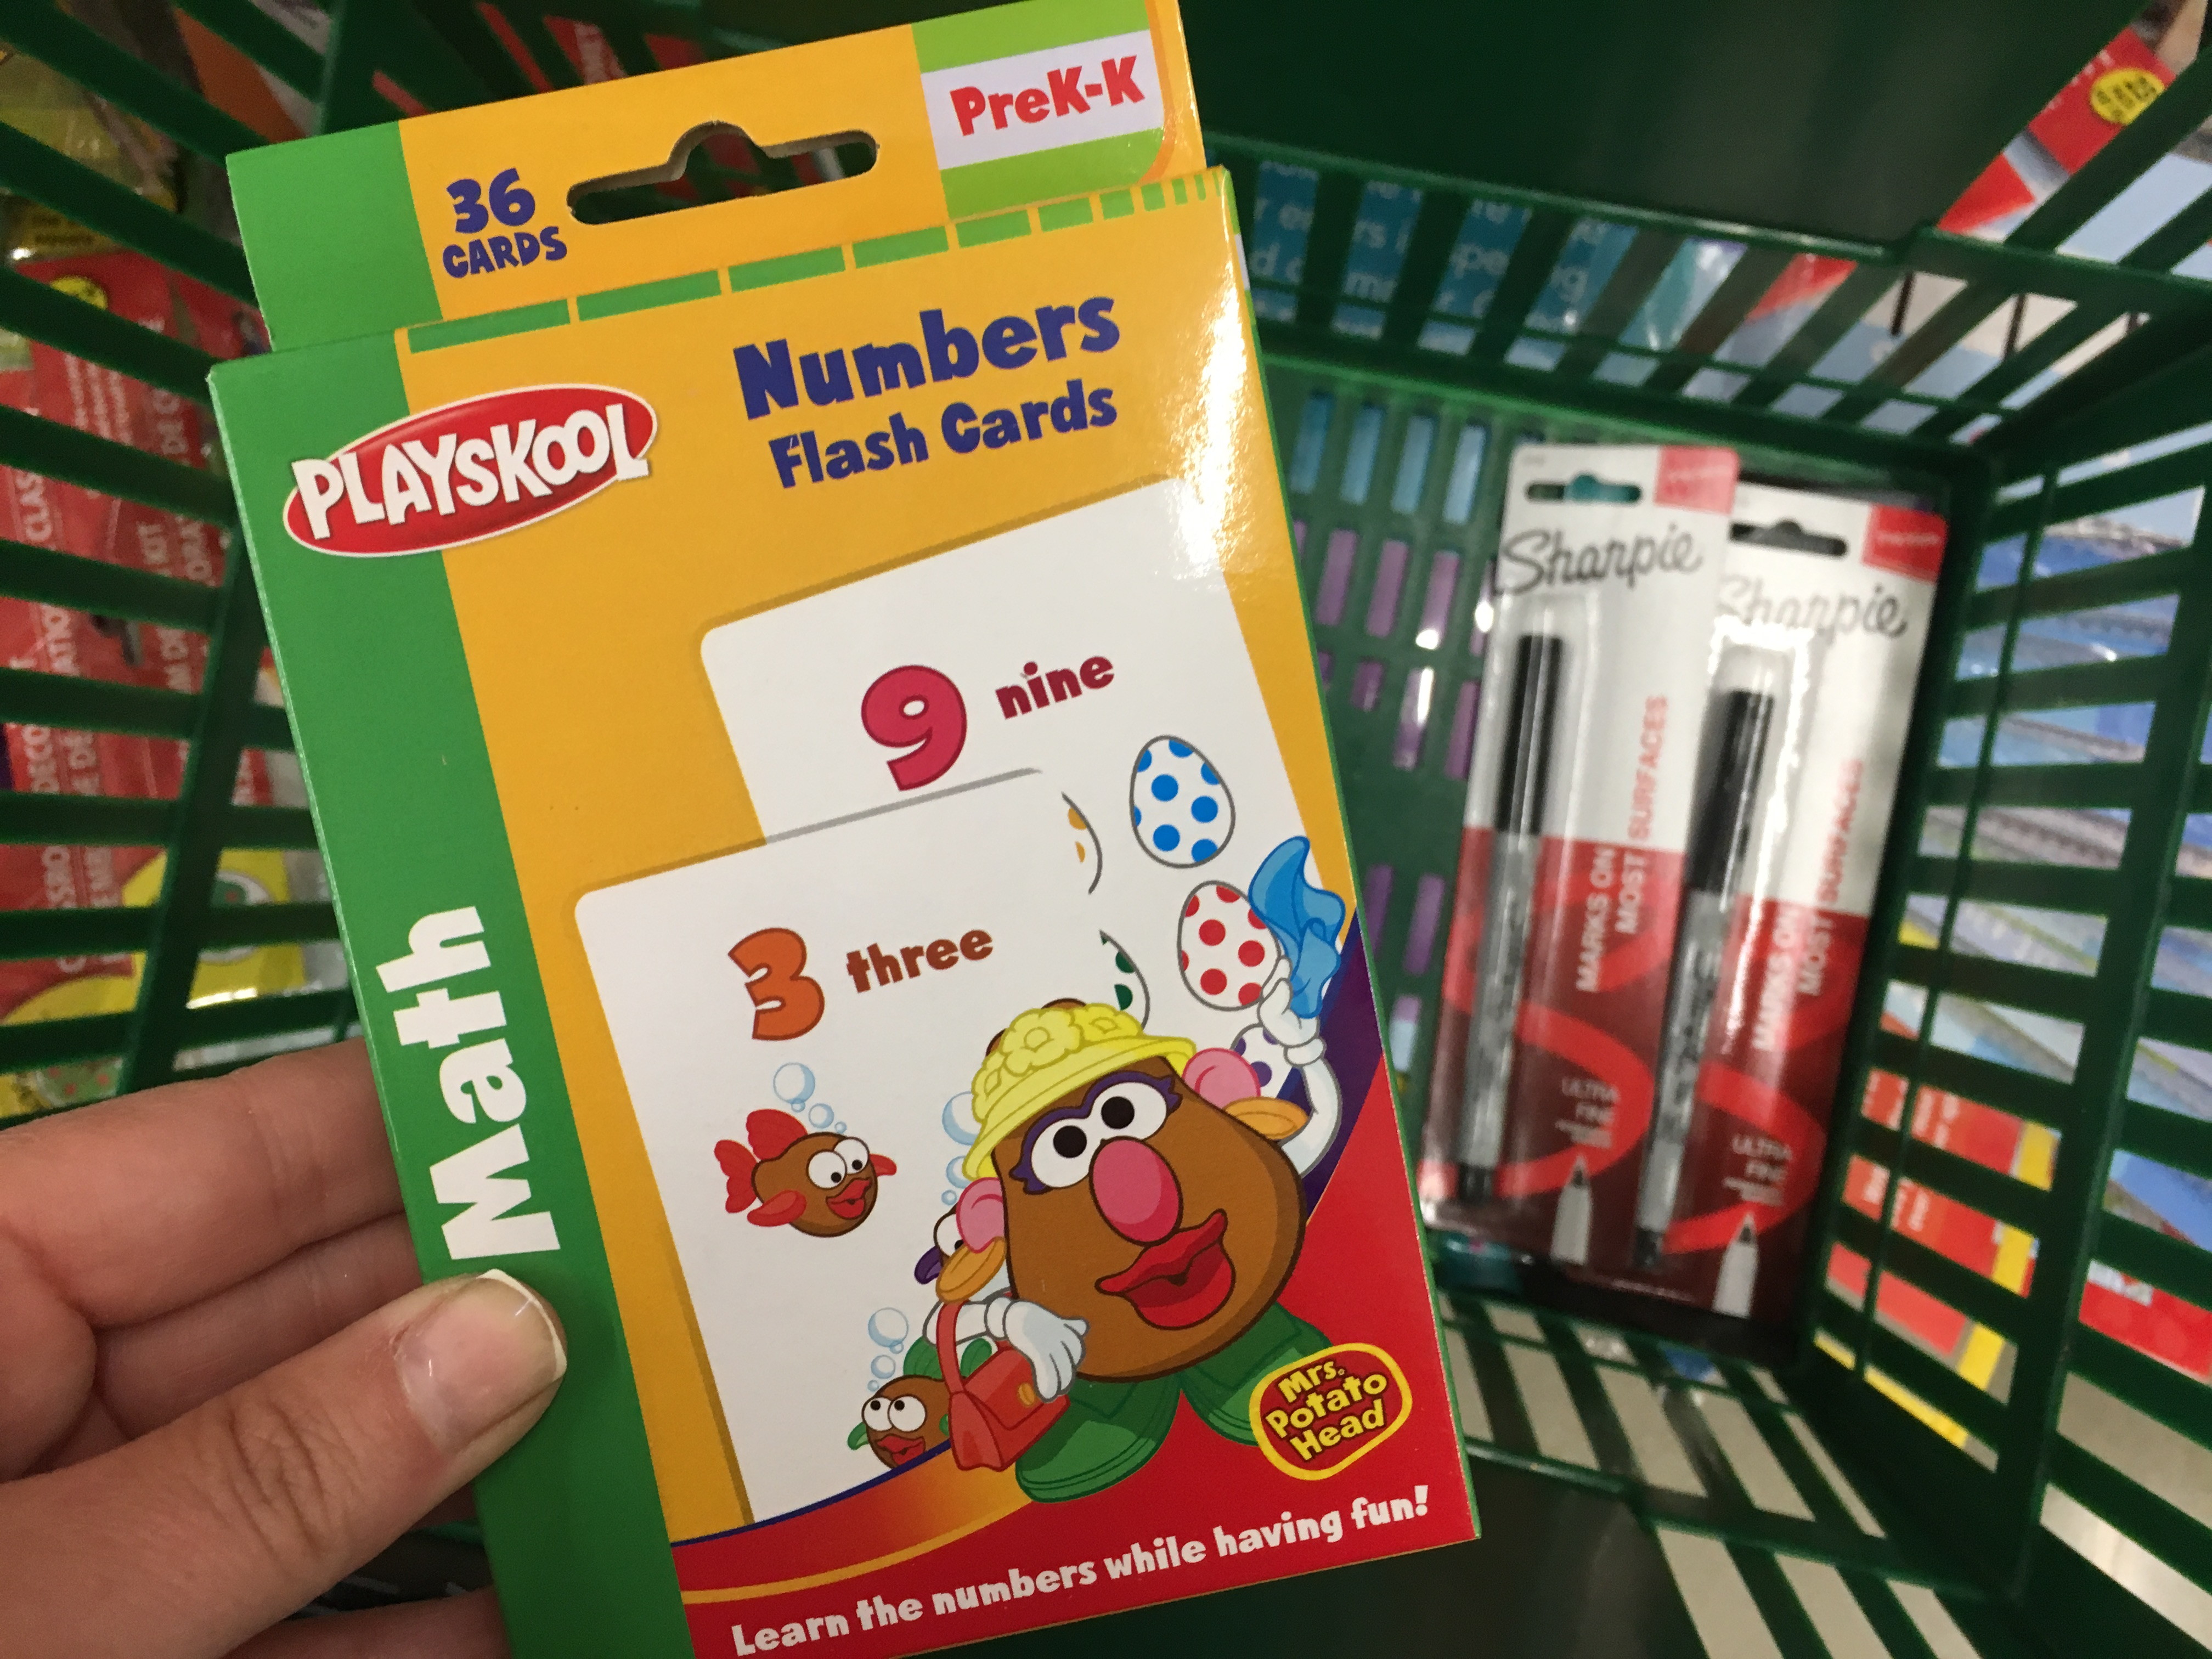 36
CARDS
PreK-K
PLAYSKOOL
Numbers
Flash Cards
9 nine
3 three
Math
Mrs.
Potato
Head
Learn the numbers while having fun!
Sharpie
MARKS ON
MOST SURFACES
ULTRA
FINE
Sharpie
MARKS ON
MOST SURFACES
ULTRA
FINE